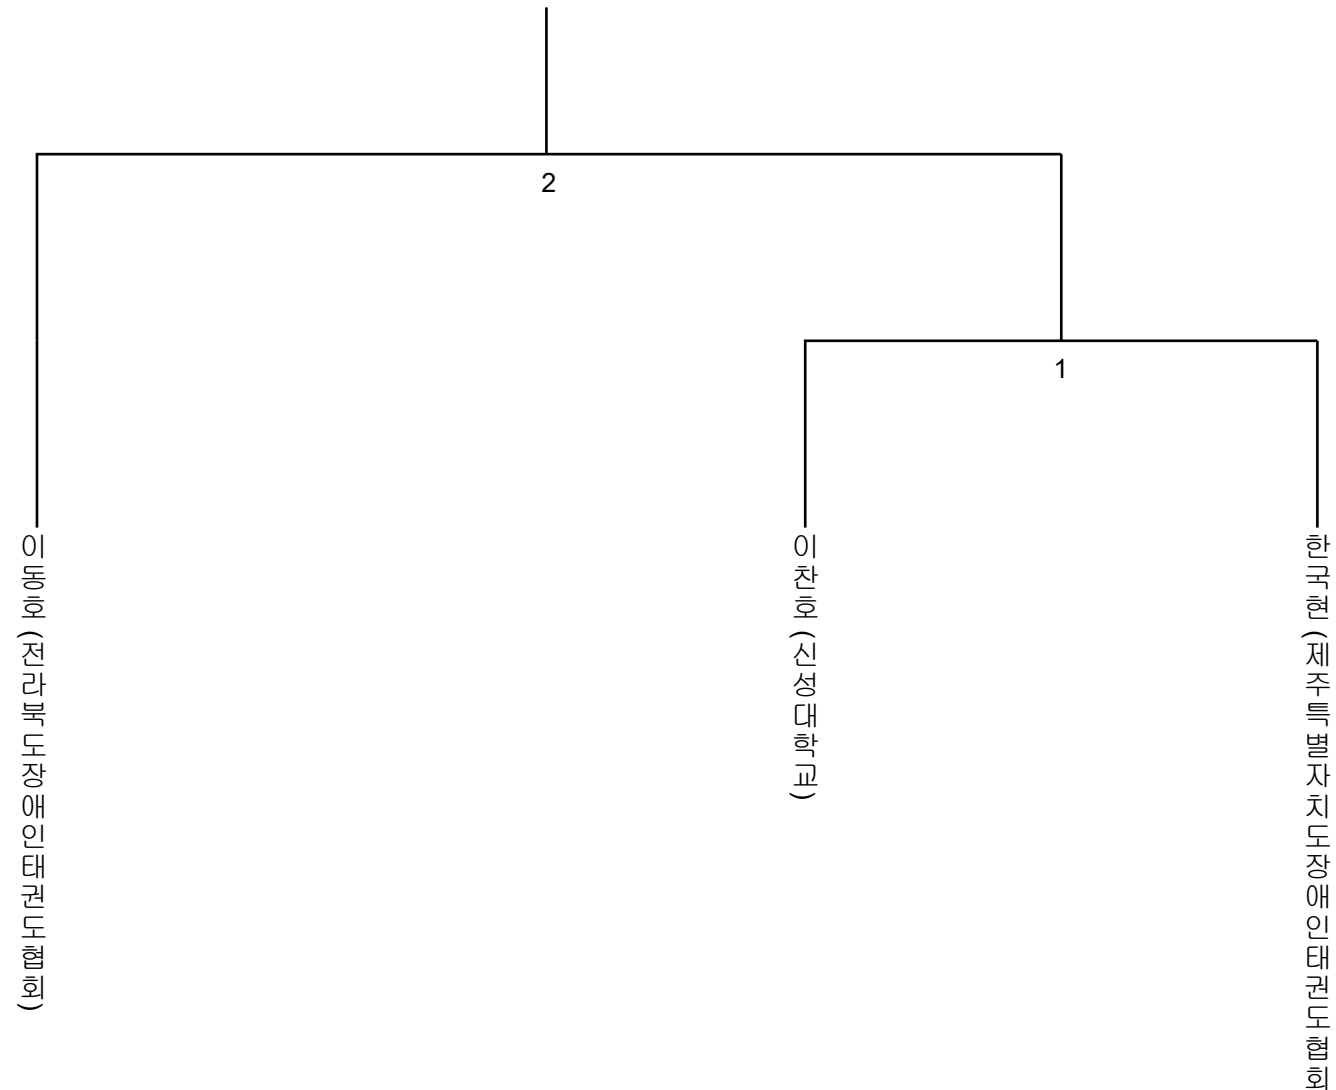 2
1
이동호 (전라북도장애인태권도협회)
이찬호 (신성대학교)
한국현 (제주특별자치도장애인태권도협회